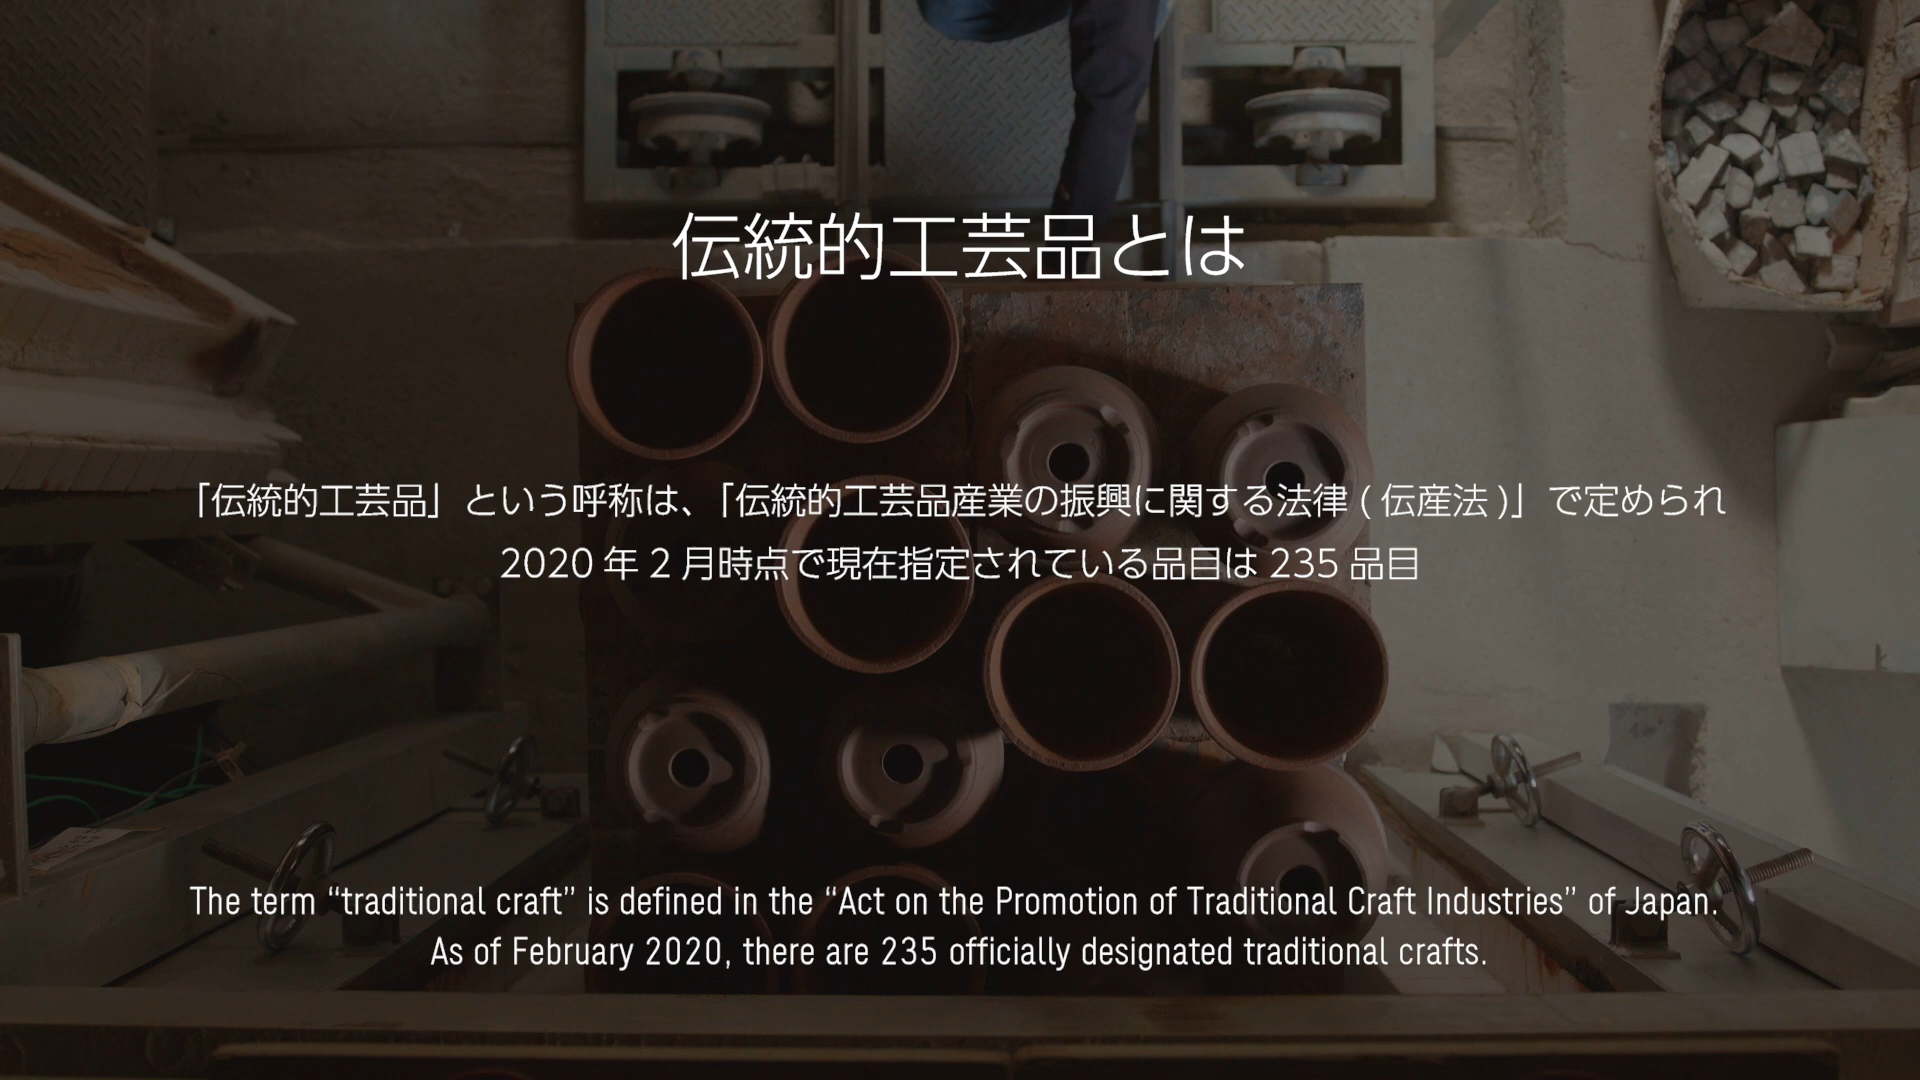 伝統的工芸品とは
「伝統的工芸品」という呼称は、「伝統的工芸品産業の振興に関する法律 ( 伝産法 )」で定められ
2020 年 2 月時点で現在指定されている品目は 235 品目
The term “traditional craft” is defined in the “Act on the Promotion of Traditional Craft Industries” of Japan.
As of February 2020, there are 235 officially designated traditional crafts.